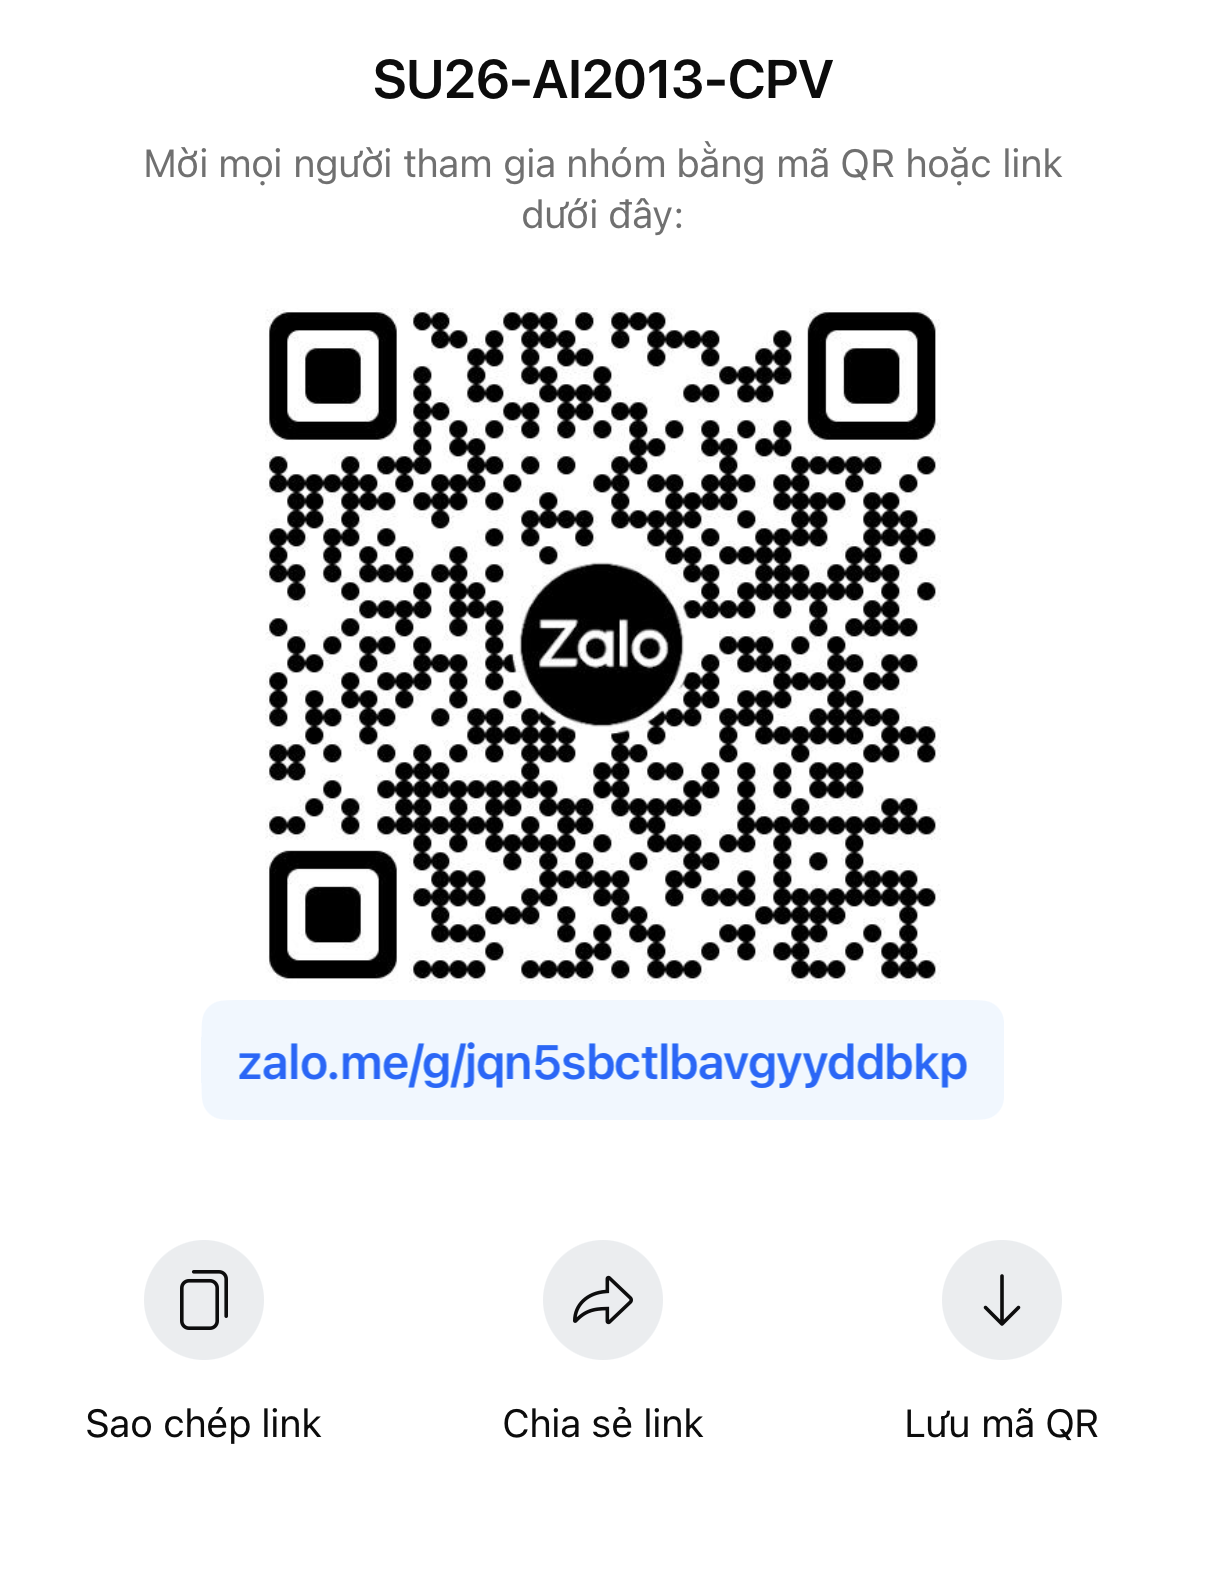 SU26-AI2013-CPV
Mời mọi người tham gia nhóm bằng mã QR hoặc link
dưới đây:
Zalo
zalo.me/g/jqn5sbctlbavgyyddbkp
Sao chép link
Chia sẻ link
Lưu mã QR